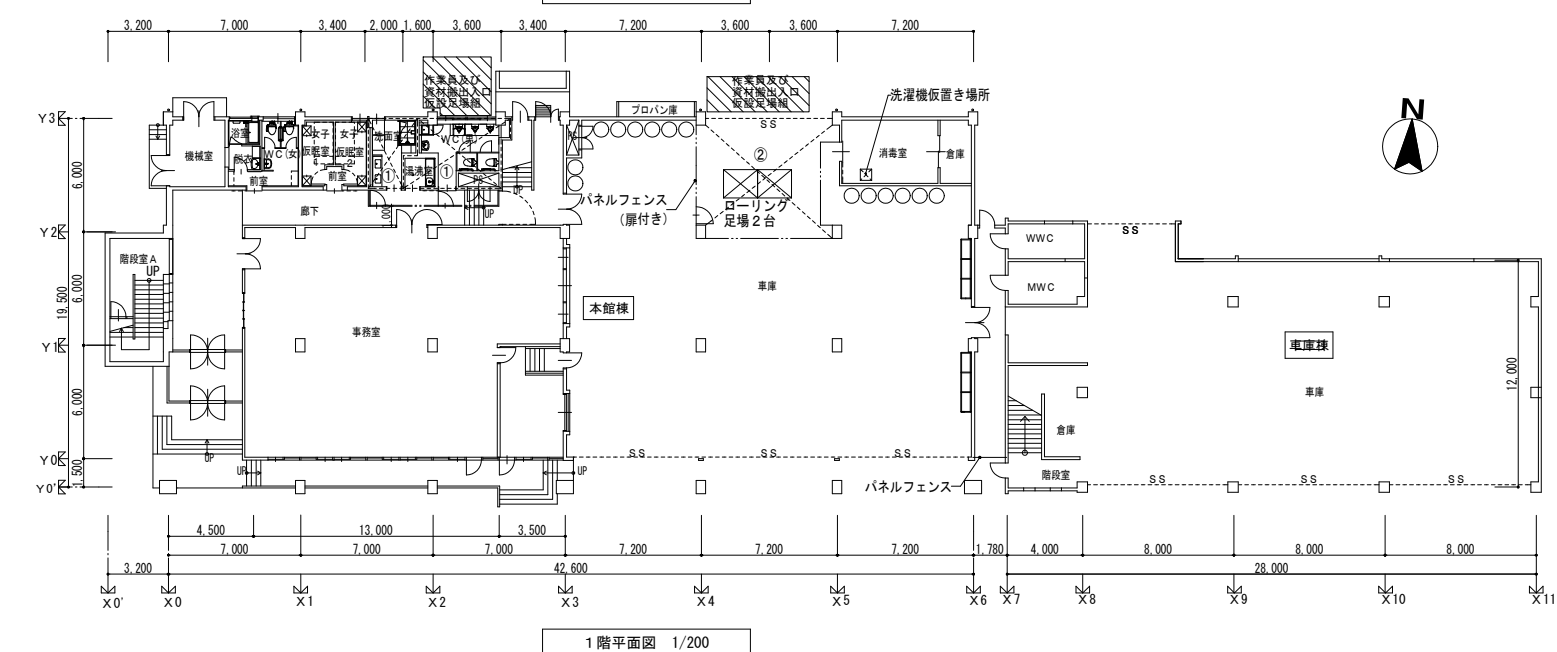 3,200
7,000
3,400
2,000
1,600
3,600
3,400
7,200
3,600
3,600
7,200
作業員及び
資材搬出入口
仮設足場組
作業員及び
資材搬出入口
仮設足場組
プロパン庫
洗濯機仮置き場所
N
Y3
SS
浴室
女子
仮眠室
女子
仮眠室
2
洗面室
WC(男)
PS
機械室
脱衣
WC(女)
前室
前室
①
湯沸室
①
PS
UP
②
消毒室
倉庫
6,000
パネルフェンス
(扉付き)
ローリング
足場2台
廊下
UP
Y2
SS
WWC
MWC
階段室A
UP
車庫
本館棟
19,500
6,000
事務室
Y1
車庫棟
車庫
12,000
6,000
倉庫
UP
Y0
UP
UP
SS
SS
SS
1,500
Y0'
パネルフェンス
階段室
SS
SS
SS
4,500
13,000
3,500
7,000
7,000
7,000
7,200
7,200
7,200
1,780
4,000
8,000
8,000
8,000
3,200
42,600
28,000
X0'
X0
X1
X2
X3
X4
X5
X6
X7
X8
X9
X10
X11
1階平面図 1/200